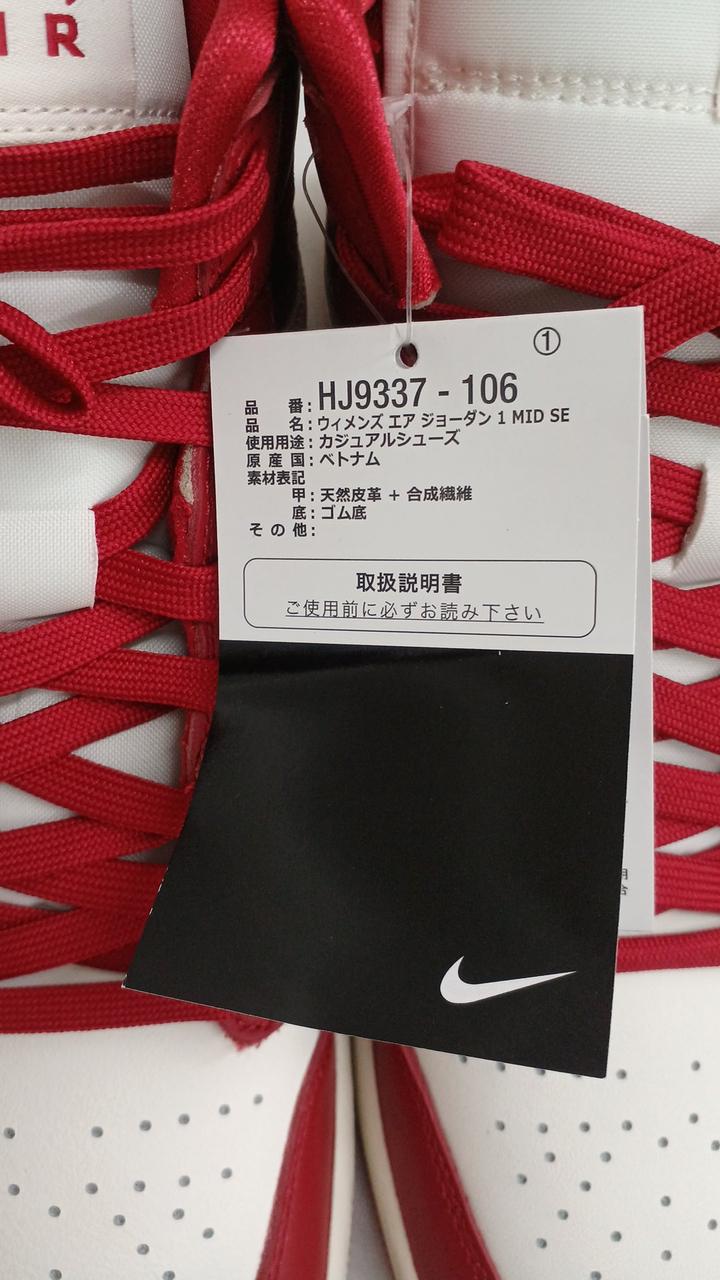 IR
①
品 番 : HJ9337 - 106
品 名 : ウィメンズ エア ジョーダン 1 MID SE
使用用途 : カジュアルシューズ
原 産 国 : ベトナム
素材表記
甲 : 天然皮革 + 合成繊維
底 : ゴム底
そ の 他 :
取扱説明書
ご使用前に必ずお読み下さい